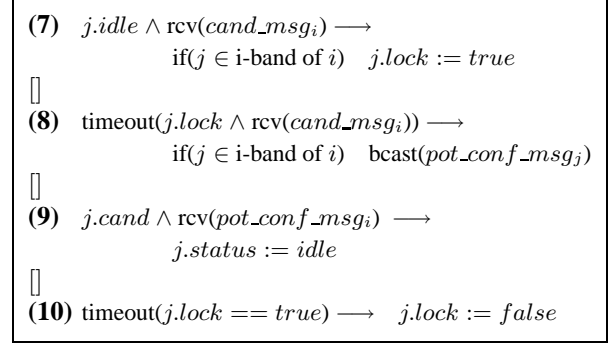 (7) j.idle ∧ rcv(cand_msg_i) ⟶
if(j ∈ i-band of i) j.lock := true
[]
(8) timeout(j.lock ∧ rcv(cand_msg_i)) ⟶
if(j ∈ i-band of i) bcast(pot_conf_msg_j)
[]
(9) j.cand ∧ rcv(pot_conf_msg_i) ⟶
j.status := idle
[]
(10) timeout(j.lock == true) ⟶ j.lock := false